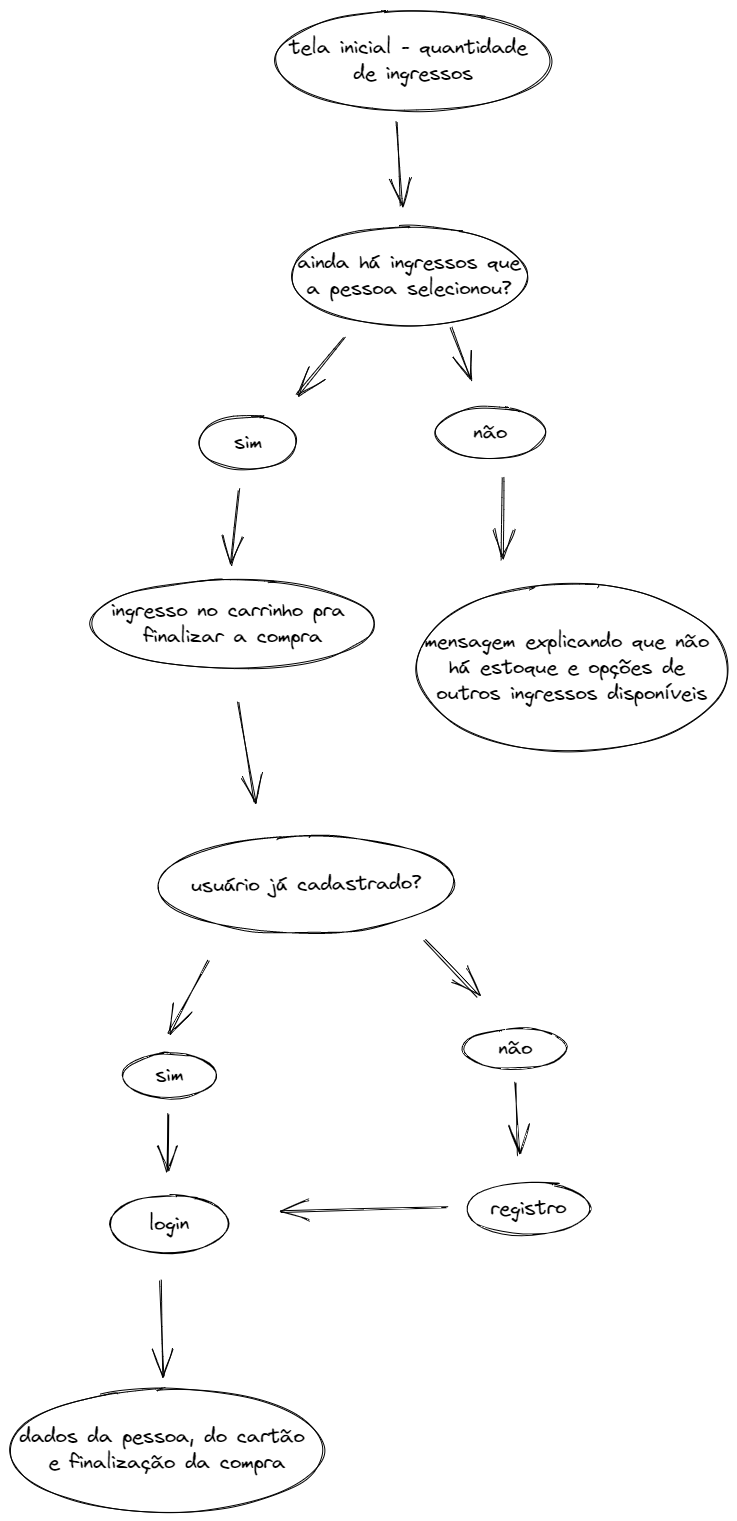 tela inicial - quantidade
de ingressos
ainda há ingressos que
a pessoa selecionou?
sim
não
ingresso no carrinho pra
finalizar a compra
mensagem explicando que não
há estoque e opções de
outros ingressos disponíveis
usuário já cadastrado?
sim
não
login
registro
dados da pessoa, do cartão
e finalização da compra